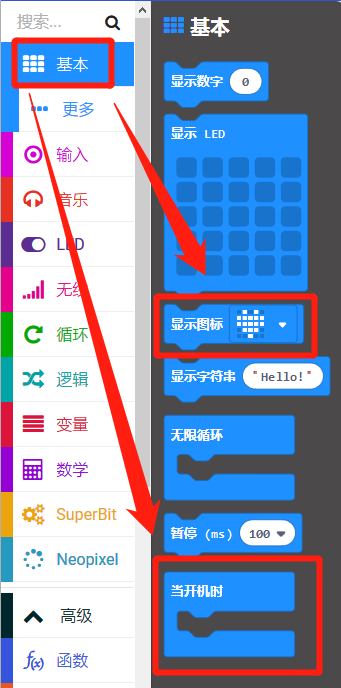 搜索...
基本
更多
输入
音乐
LED
无线
循环
逻辑
变量
数学
SuperBit
Neopixel
高级
函数
基本
显示数字 0
显示 LED
显示图标
显示字符串 "Hello!"
无限循环
暂停 (ms) 100
当开机时